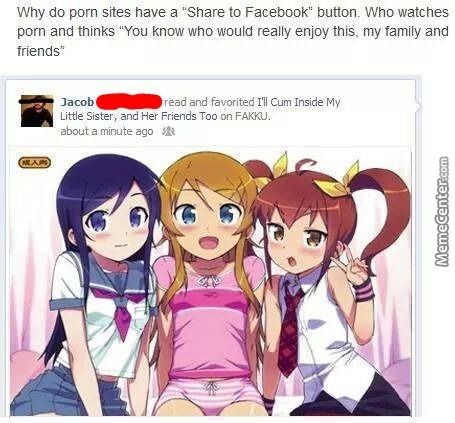 Why do porn sites have a “Share to Facebook” button. Who watches
porn and thinks “You know who would really enjoy this, my family and
friends”
Jacob read and favorited I'll Cum Inside My
Little Sister, and Her Friends Too on FAKKU.
about a minute ago
成人向
MemeCenter.com